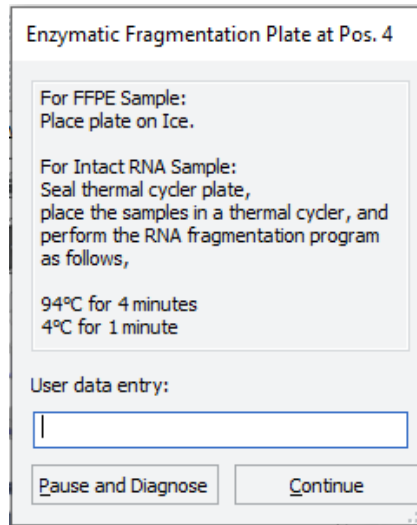 Enzymatic Fragmentation Plate at Pos. 4
For FFPE Sample:
Place plate on Ice.
For Intact RNA Sample:
Seal thermal cycler plate,
place the samples in a thermal cycler, and
perform the RNA fragmentation program
as follows,
94ºC for 4 minutes
4ºC for 1 minute
User data entry:
Pause and Diagnose
Continue